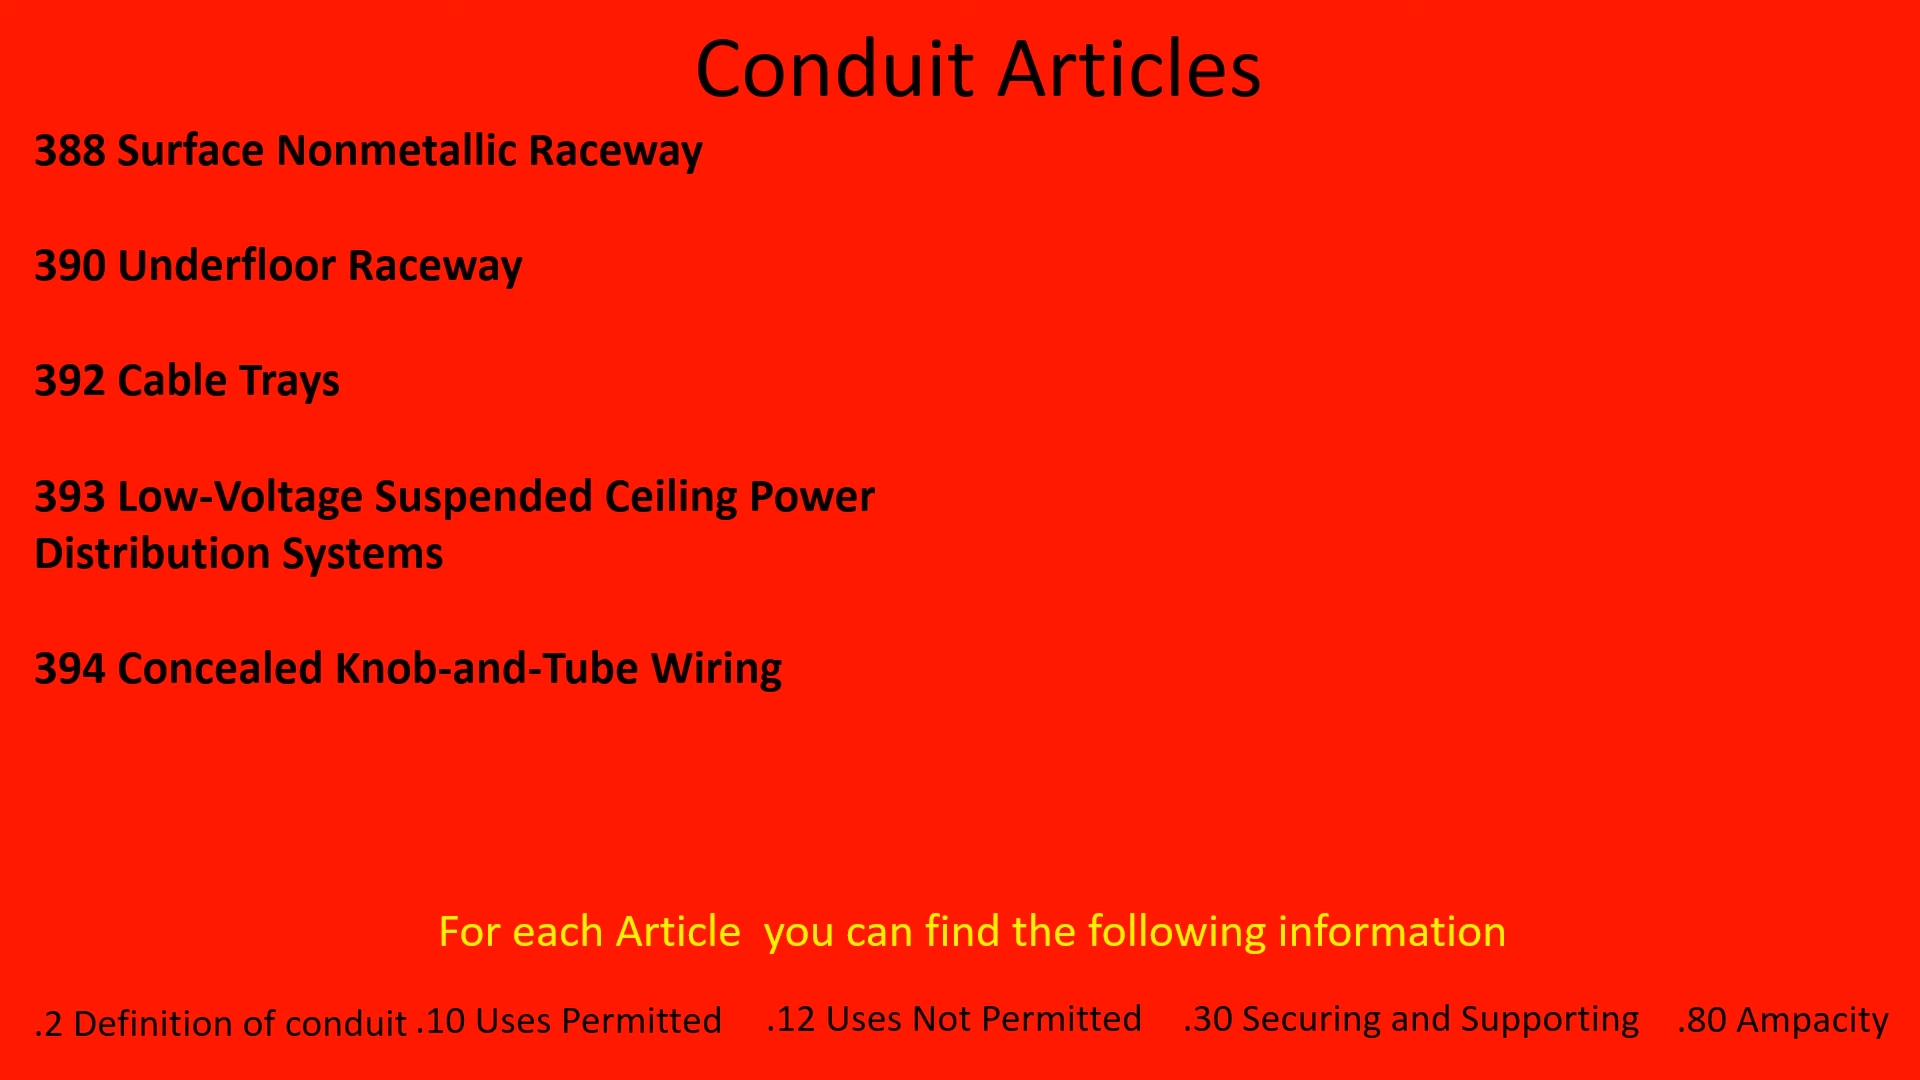 Conduit Articles
388 Surface Nonmetallic Raceway
390 Underfloor Raceway
392 Cable Trays
393 Low-Voltage Suspended Ceiling Power
Distribution Systems
394 Concealed Knob-and-Tube Wiring
For each Article  you can find the following information
.2 Definition of conduit .10 Uses Permitted .12 Uses Not Permitted .30 Securing and Supporting .80 Ampacity